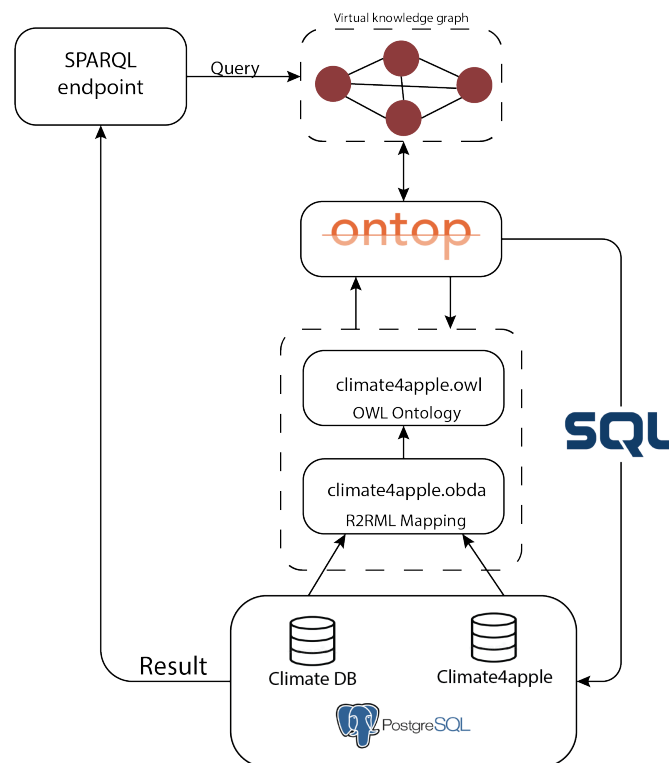 Virtual knowledge graph
SPARQL
endpoint
Query
ontop
climate4apple.owl
OWL Ontology
SQL
climate4apple.obda
R2RML Mapping
Result
Climate DB
Climate4apple
PostgreSQL